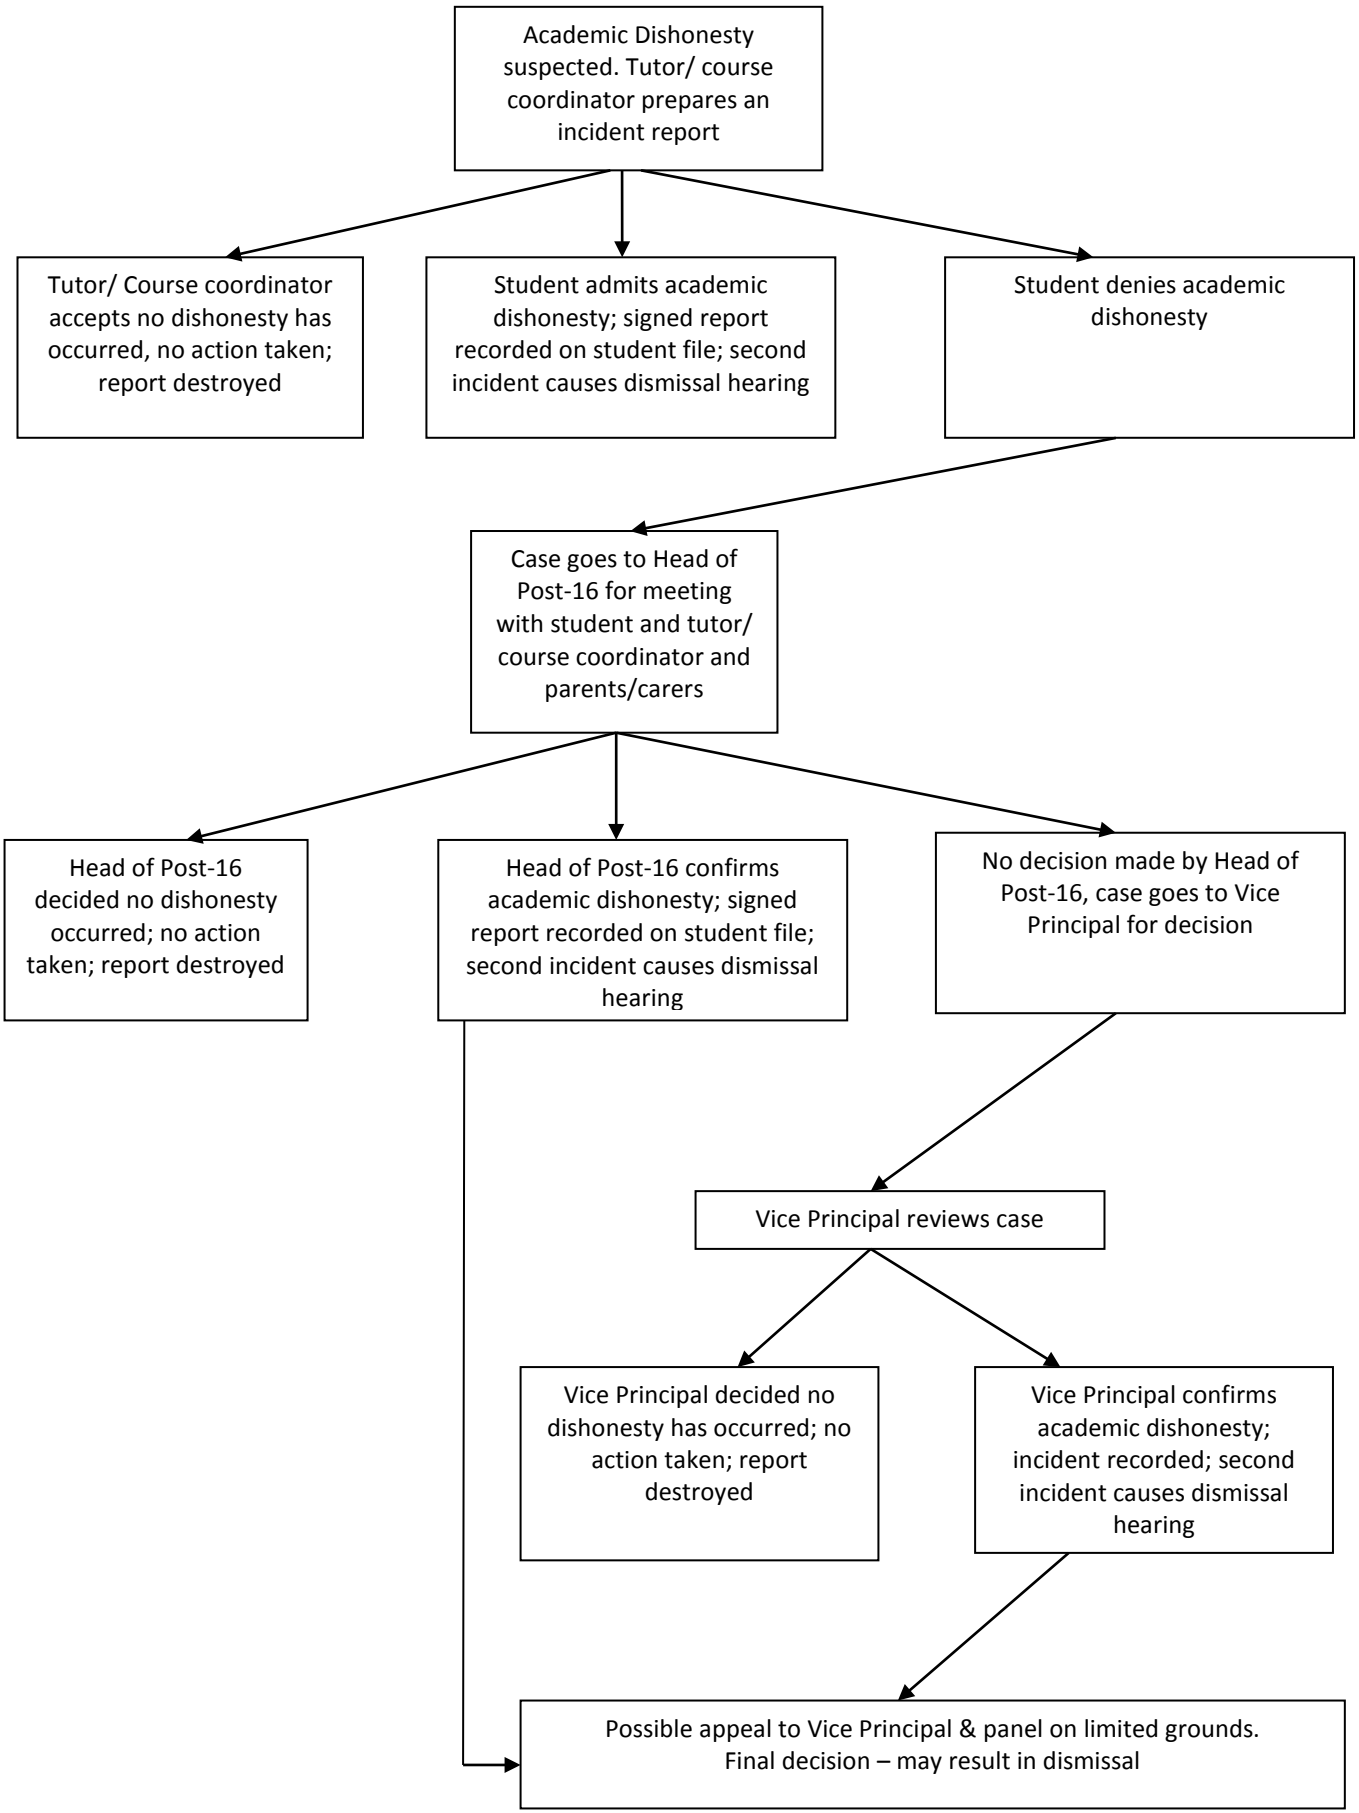 Academic Dishonesty
suspected. Tutor/ course
coordinator prepares an
incident report
Tutor/ Course coordinator
accepts no dishonesty has
occurred, no action taken;
report destroyed
Student admits academic
dishonesty; signed report
recorded on student file; second
incident causes dismissal hearing
Student denies academic
dishonesty
Case goes to Head of
Post-16 for meeting
with student and tutor/
course coordinator and
parents/carers
Head of Post-16
decided no dishonesty
occurred; no action
taken; report destroyed
Head of Post-16 confirms
academic dishonesty; signed
report recorded on student file;
second incident causes dismissal
hearing
No decision made by Head of
Post-16, case goes to Vice
Principal for decision
Vice Principal reviews case
Vice Principal decided no
dishonesty has occurred; no
action taken; report
destroyed
Vice Principal confirms
academic dishonesty;
incident recorded; second
incident causes dismissal
hearing
Possible appeal to Vice Principal & panel on limited grounds.
Final decision – may result in dismissal